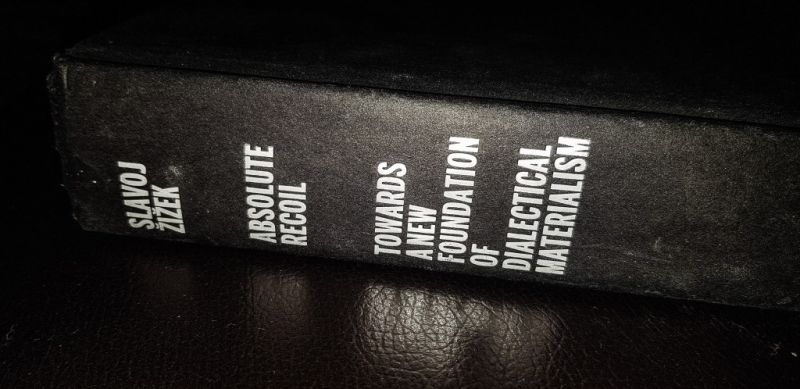 SLAVOJ
ŽIŽEK
ABSOLUTE
RECOIL
TOWARDS
A NEW
FOUNDATION
OF
DIALECTICAL
MATERIALISM